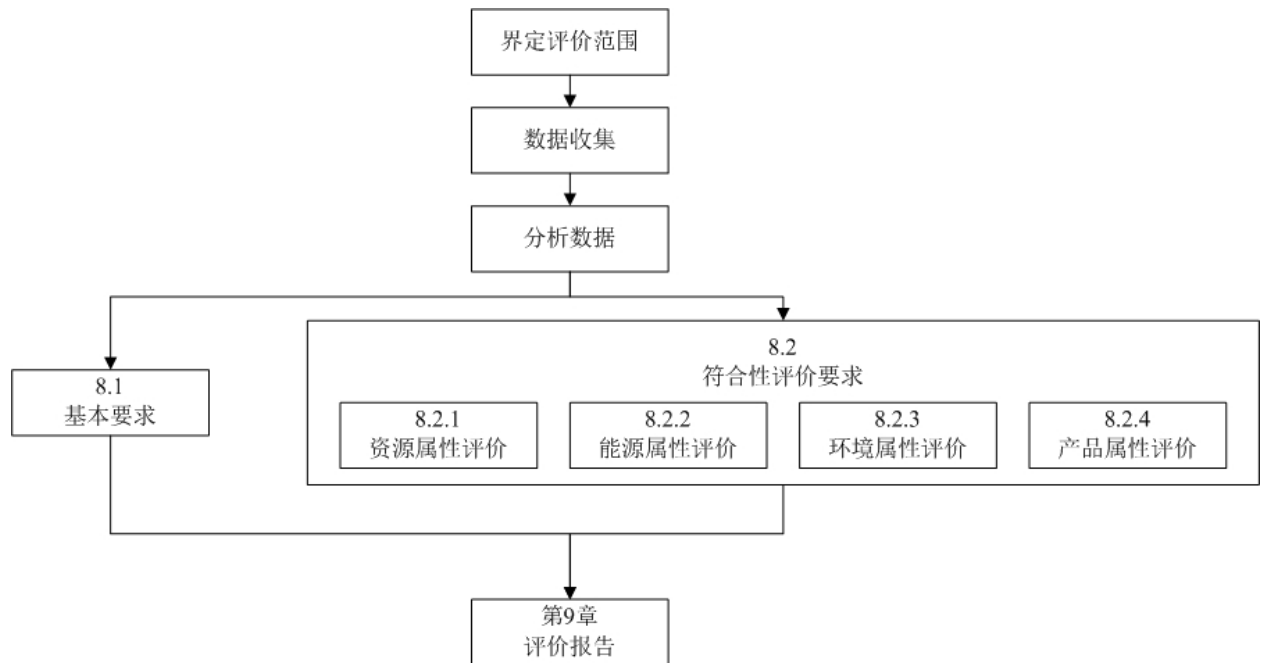 界定评价范围
数据收集
分析数据
8.1
基本要求
8.2
符合性评价要求
8.2.1
资源属性评价
8.2.2
能源属性评价
8.2.3
环境属性评价
8.2.4
产品属性评价
第9章
评价报告